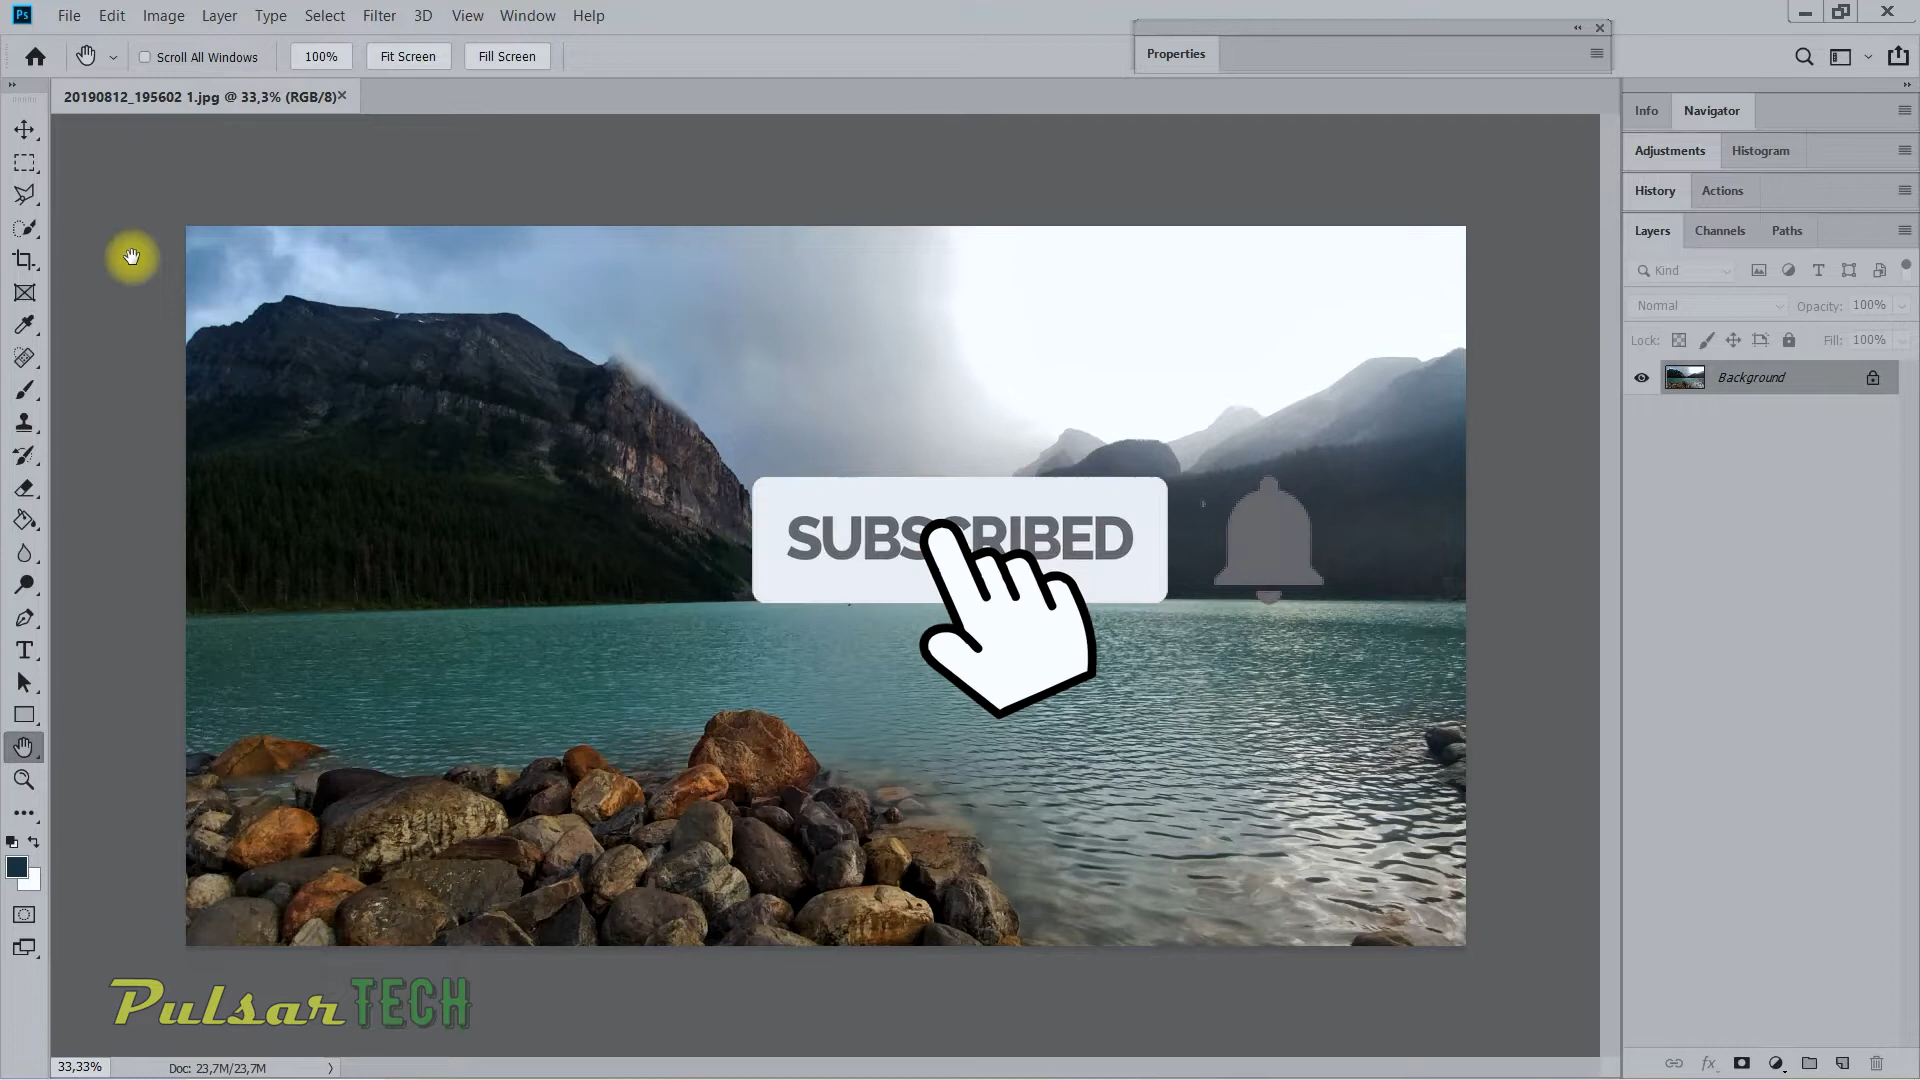 Ps File Edit Image Layer Type Select Filter 3D View Window Help
Scroll All Windows 100% Fit Screen Fill Screen
Properties
20190812_195602 1.jpg @ 33,3% (RGB/8)
Info Navigator
Adjustments Histogram
History Actions
Layers Channels Paths
Kind
Normal Opacity: 100%
Lock: Fill: 100%
Background
SUBSCRIBED
PulsarTECH
33,33% Doc: 23,7M/23,7M